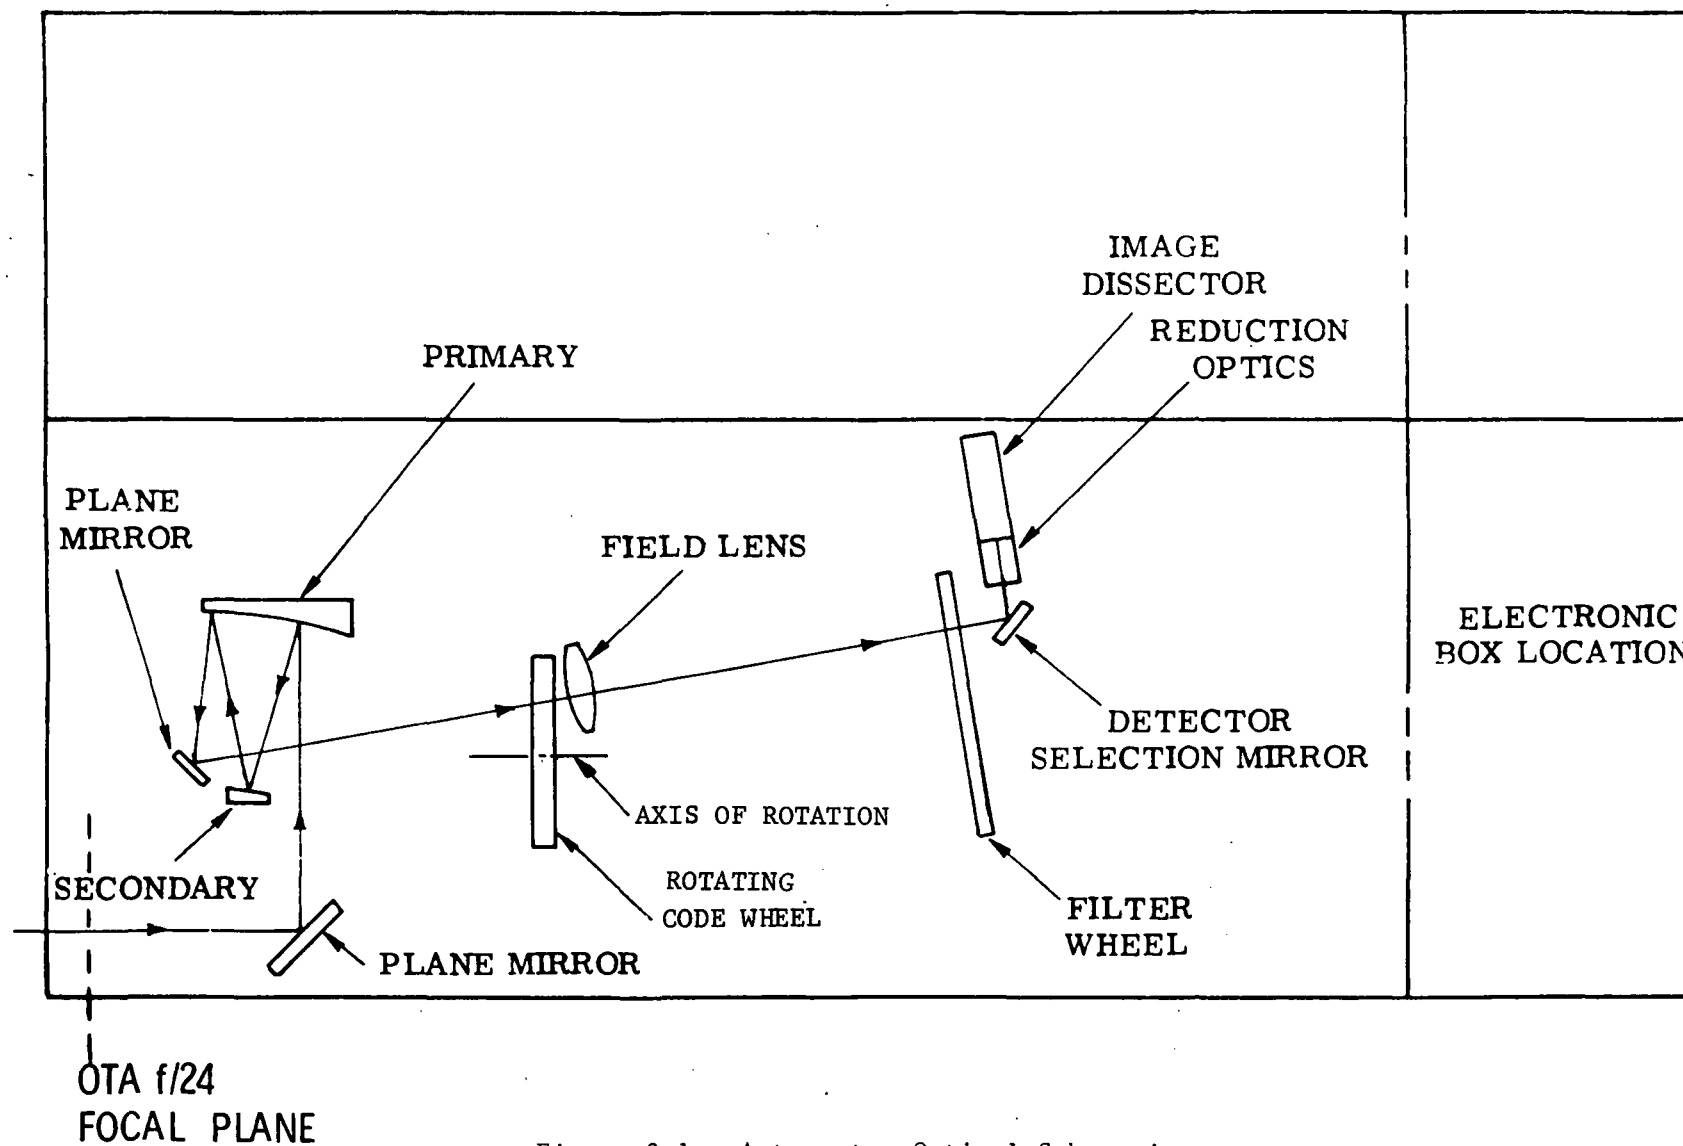 IMAGE
DISSECTOR
REDUCTION
OPTICS
PRIMARY
PLANE
MIRROR
FIELD LENS
ELECTRONIC
BOX LOCATION
DETECTOR
SELECTION MIRROR
AXIS OF ROTATION
SECONDARY
ROTATING
CODE WHEEL
FILTER
WHEEL
PLANE MIRROR
OTA f/24
FOCAL PLANE